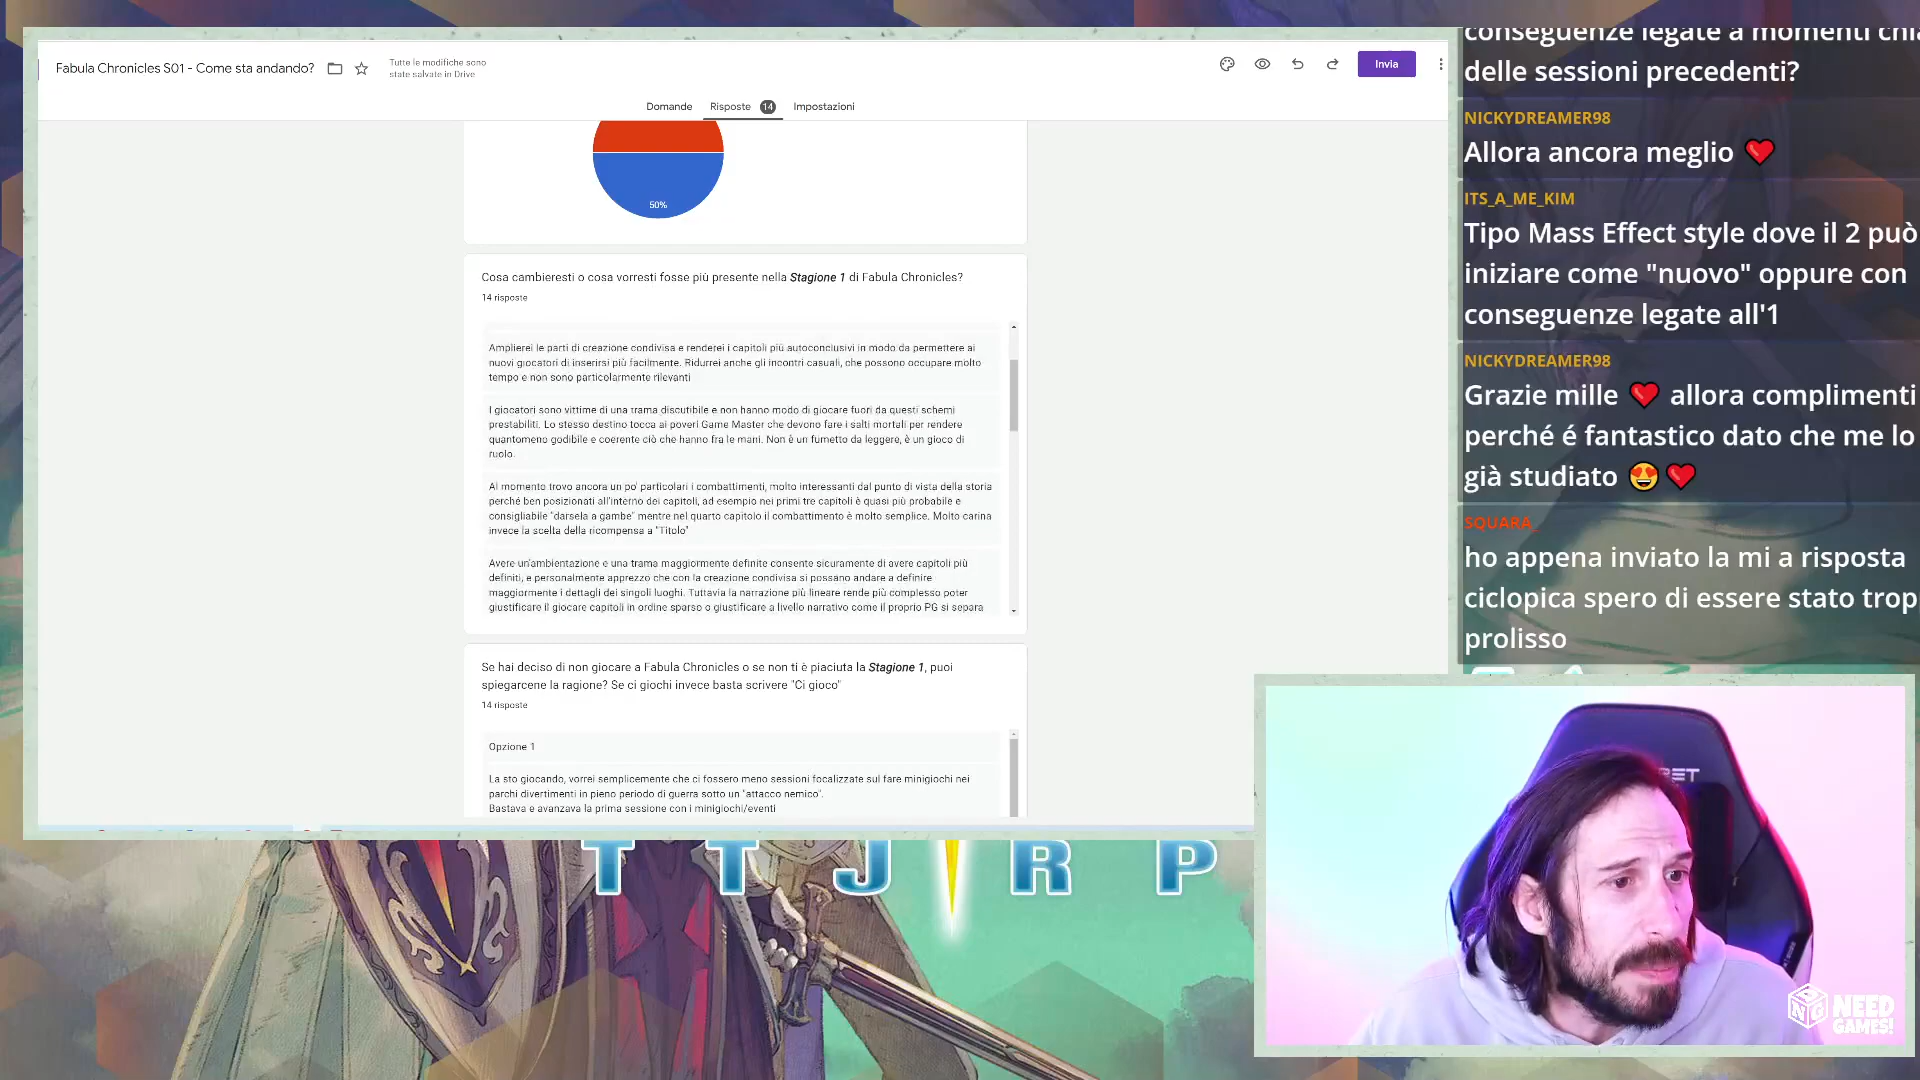 Fabula Chronicles S01 - Come sta andando?
Tutte le modifiche sono
state salvate in Drive
Invia
Domande
Risposte 14
Impostazioni
50%
Cosa cambieresti o cosa vorresti fosse più presente nella Stagione 1 di Fabula Chronicles?
14 risposte
Amplierei le parti di creazione condivisa e renderei i capitoli più autoconclusivi in modo da permettere ai
nuovi giocatori di inserirsi più facilmente. Ridurrei anche gli incontri casuali, che possono occupare molto
tempo e non sono particolarmente rilevanti
I giocatori sono vittime di una trama discutibile e non hanno modo di giocare fuori da questi schemi
prestabiliti. Lo stesso destino tocca ai poveri Game Master che devono fare i salti mortali per rendere
quantomeno godibile e coerente ciò che hanno fra le mani. Non è un fumetto da leggere, è un gioco di
ruolo.
Al momento trovo ancora un po' particolari i combattimenti, molto interessanti dal punto di vista della storia
perché ben posizionati all'interno dei capitoli, ad esempio nei primi tre capitoli è quasi più probabile e
consigliabile "darsela a gambe" mentre nel quarto capitolo il combattimento è molto semplice. Molto carina
invece la scelta della ricompensa a "Titolo"
Avere un'ambientazione e una trama maggiormente definite consente sicuramente di avere capitoli più
definiti, e personalmente apprezzo che con la creazione condivisa si possano andare a definire
maggiormente i dettagli dei singoli luoghi. Tuttavia la narrazione più lineare rende più complesso poter
giustificare il giocare capitoli in ordine sparso o giustificare a livello narrativo come il proprio PG si separa
Se hai deciso di non giocare a Fabula Chronicles o se non ti è piaciuta la Stagione 1, puoi
spiegarcene la ragione? Se ci giochi invece basta scrivere "Ci gioco"
14 risposte
Opzione 1
La sto giocando, vorrei semplicemente che ci fossero meno sessioni focalizzate sul fare minigiochi nei
parchi divertimenti in pieno periodo di guerra sotto un "attacco nemico".
Bastava e avanzava la prima sessione con i minigiochi/eventi
conseguenze legate a momenti chia
delle sessioni precedenti?
NICKYDREAMER98
Allora ancora meglio ❤️
ITS_A_ME_KIM
Tipo Mass Effect style dove il 2 può
iniziare come "nuovo" oppure con
conseguenze legate all'1
NICKYDREAMER98
Grazie mille ❤️ allora complimenti
perché é fantastico dato che me lo
già studiato 😍❤️
SQUARA_
ho appena inviato la mi a risposta
ciclopica spero di essere stato trop
prolisso
TTJRP
NG NEED
GAMES!